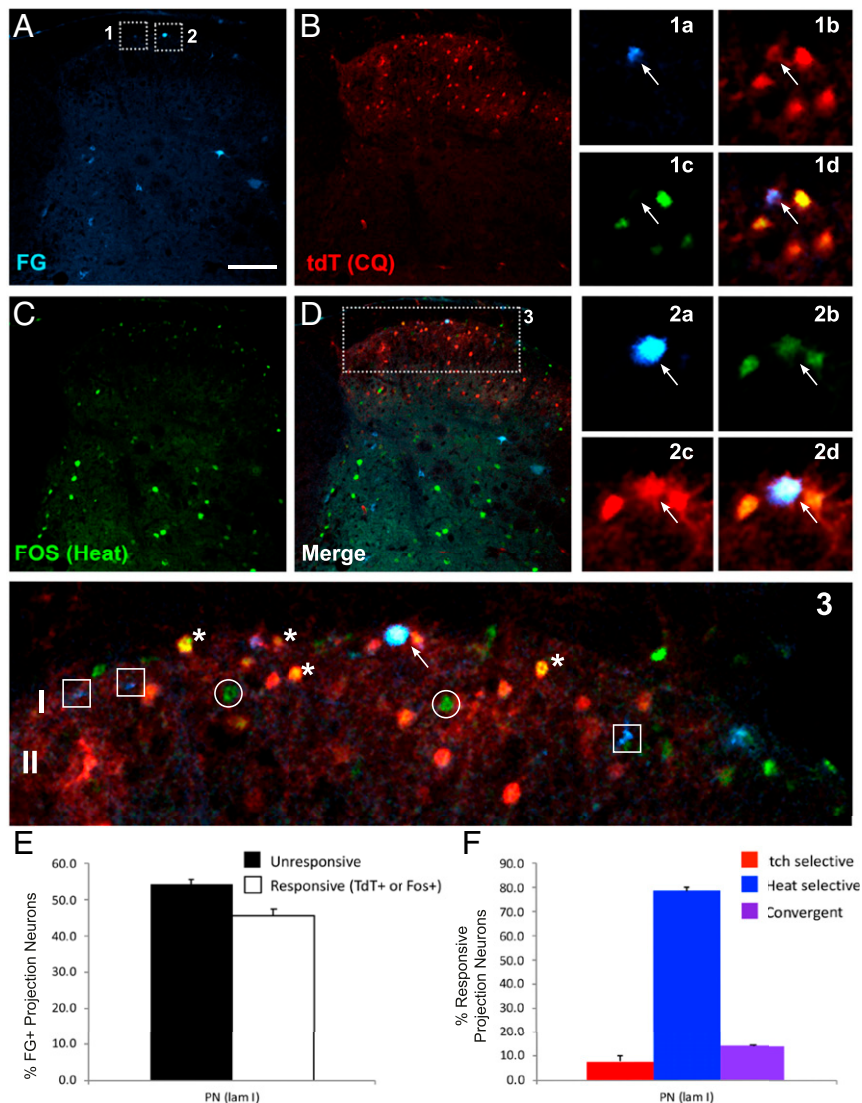 A
1
2
FG
B
tdT (CQ)
1a
1b
1c
1d
C
FOS (Heat)
D
3
Merge
2a
2b
2c
2d
3
*
*
*
*
I
II
E
60.0
50.0
40.0
30.0
20.0
10.0
0.0
% FG+ Projection Neurons
Unresponsive
Responsive (TdT+ or Fos+)
PN (lam I)
F
90.0
80.0
70.0
60.0
50.0
40.0
30.0
20.0
10.0
0.0
% Responsive
Projection Neurons
Itch selective
Heat selective
Convergent
PN (lam I)